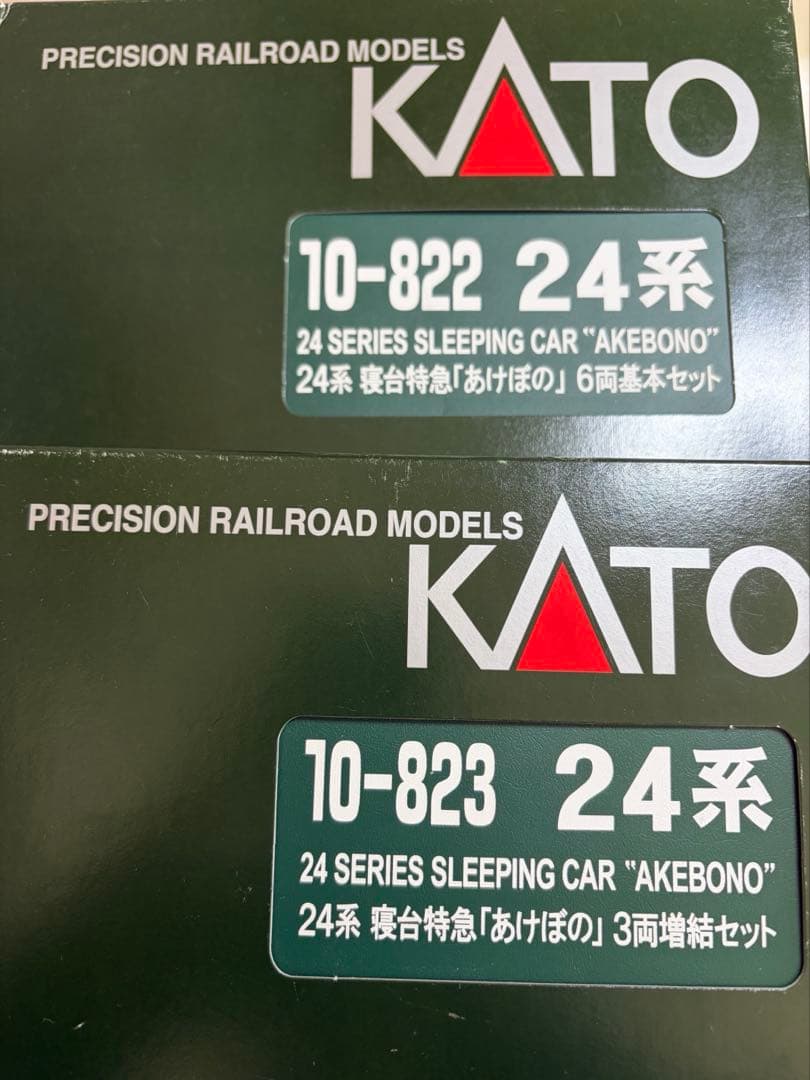 PRECISION RAILROAD MODELS
KATO
10-822 24系
24 SERIES SLEEPING CAR "AKEBONO"
24系 寝台特急「あけぼの」 6両基本セット
PRECISION RAILROAD MODELS
KATO
10-823 24系
24 SERIES SLEEPING CAR "AKEBONO"
24系 寝台特急「あけぼの」 3両増結セット